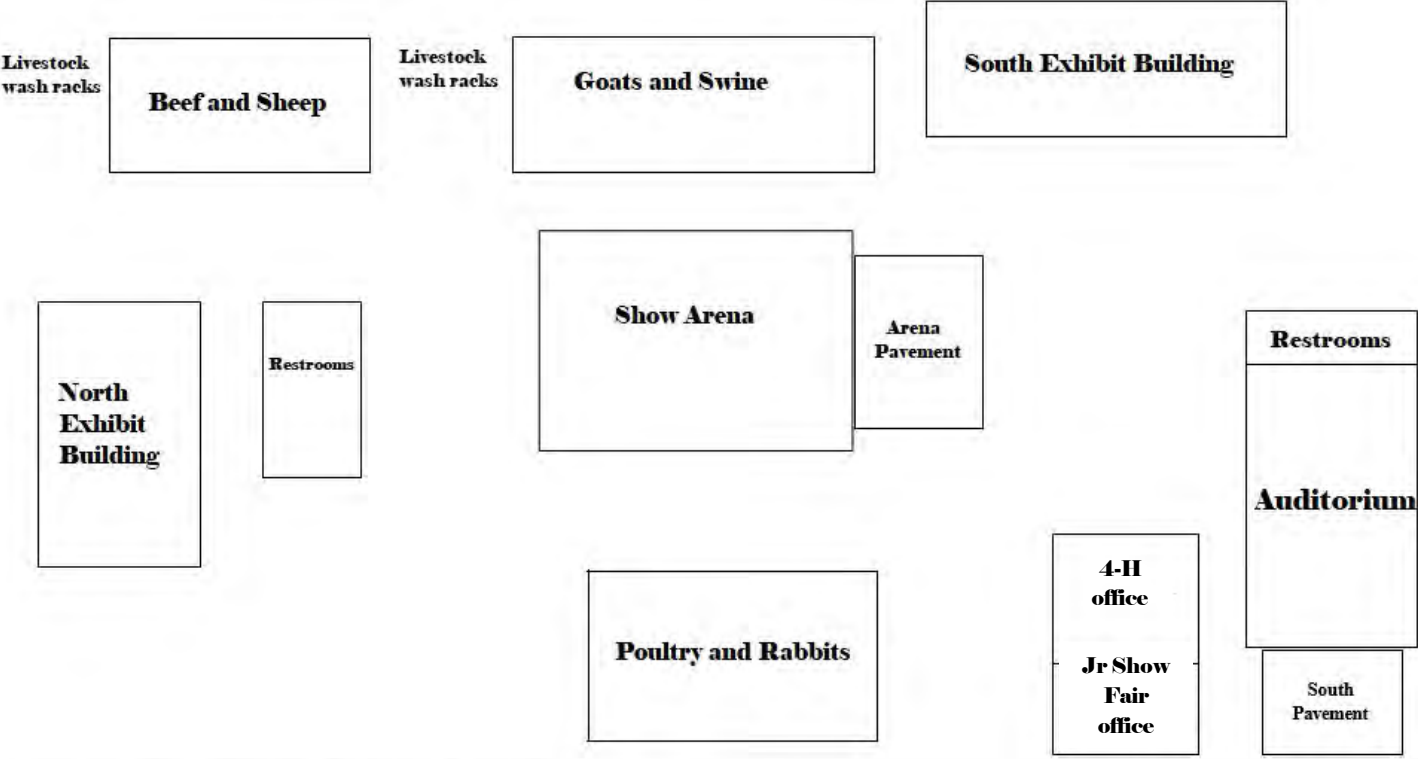 Livestock
wash racks
Beef and Sheep
Livestock
wash racks
Goats and Swine
South Exhibit Building
North
Exhibit
Building
Restrooms
Show Arena
Arena
Pavement
Restrooms
Auditorium
4-H
office
Jr Show
Fair
office
Poultry and Rabbits
South
Pavement